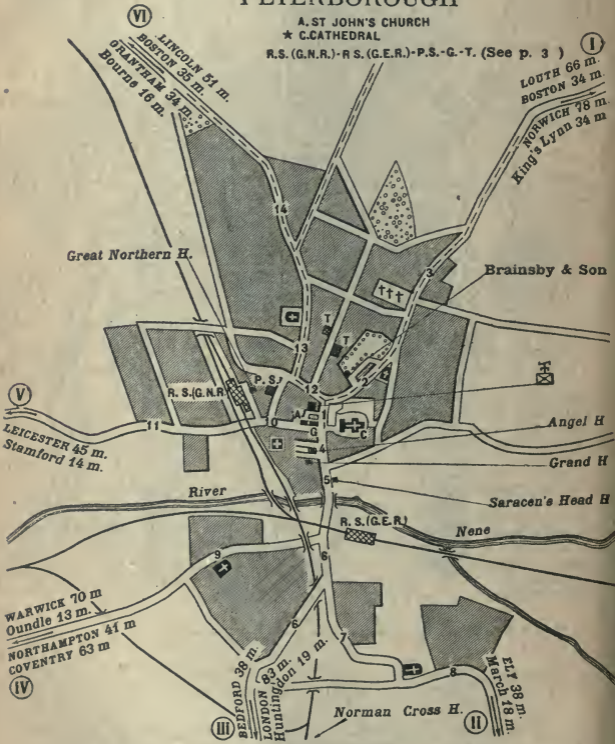 PETERBOROUGH
A. ST JOHN'S CHURCH
★ C. CATHEDRAL
R.S. (G.N.R.)-R S. (G.E.R.)-P.S.-G.-T. (See p. 3 )
VI
I
LINCOLN 51 m.
BOSTON 35 m.
GRANTHAM 34 m.
Bourne 16 m.
LOUTH 66 m.
BOSTON 34 m.
NORWICH 78 m.
King's Lynn 34 m
14
3
Great Northern H.
Brainsby & Son
†††
T
T
13
2
P. S.
12
R. S. (G.N.R.
1
A
V
10
G
C
11
4
Angel H
LEICESTER 45 m.
Stamford 14 m.
Grand H
5
River
Saracen's Head H
R. S. (G.E.R.)
Nene
9
6
WARWICK 70 m
Oundle 13 m.
NORTHAMPTON 41 m
COVENTRY 63 m
IV
6
7
8
BEDFORD 38 m.
LONDON 83 m.
Huntingdon 19 m.
ELY 38 m.
March 18 m.
III
Norman Cross H.
II